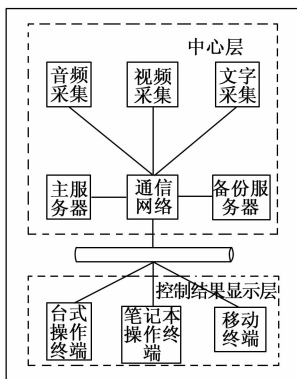 中心层
音频
采集
视频
采集
文字
采集
主服
务器
通信
网络
备份服
务器
控制结果显示层
台式
操作
终端
笔记本
操作终
端
移动
终端